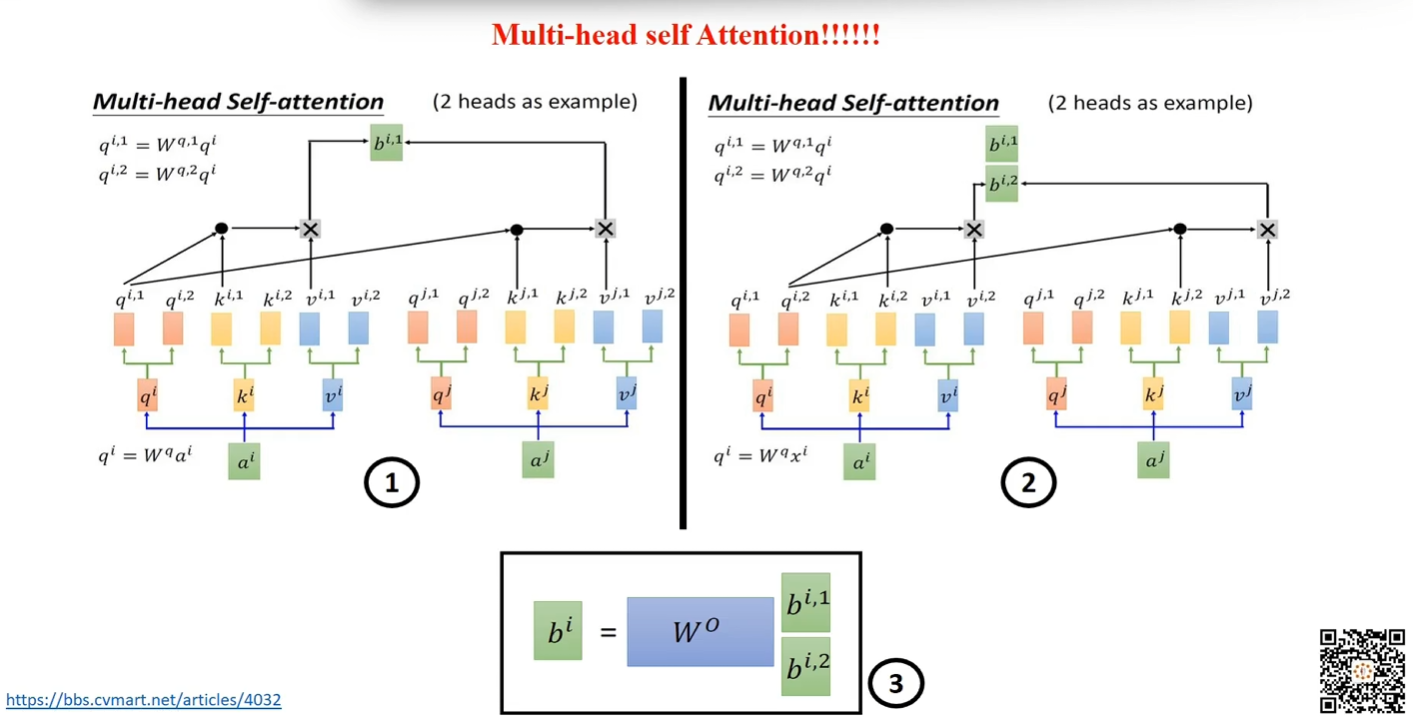 Multi-head self Attention!!!!!!
Multi-head Self-attention (2 heads as example)
q^{i,1} = W^{q,1}q^i
q^{i,2} = W^{q,2}q^i
b^{i,1}
q^{i,1} q^{i,2} k^{i,1} k^{i,2} v^{i,1} v^{i,2} q^{j,1} q^{j,2} k^{j,1} k^{j,2} v^{j,1} v^{j,2}
q^i k^i v^i q^j k^j v^j
q^i = W^q a^i a^i a^j
1
Multi-head Self-attention (2 heads as example)
q^{i,1} = W^{q,1}q^i
q^{i,2} = W^{q,2}q^i
b^{i,1}
b^{i,2}
q^{i,1} q^{i,2} k^{i,1} k^{i,2} v^{i,1} v^{i,2} q^{j,1} q^{j,2} k^{j,1} k^{j,2} v^{j,1} v^{j,2}
q^i k^i v^i q^j k^j v^j
q^i = W^q x^i a^i a^j
2
b^i = W^O b^{i,1}
b^{i,2}
3
https://bbs.cvmart.net/articles/4032